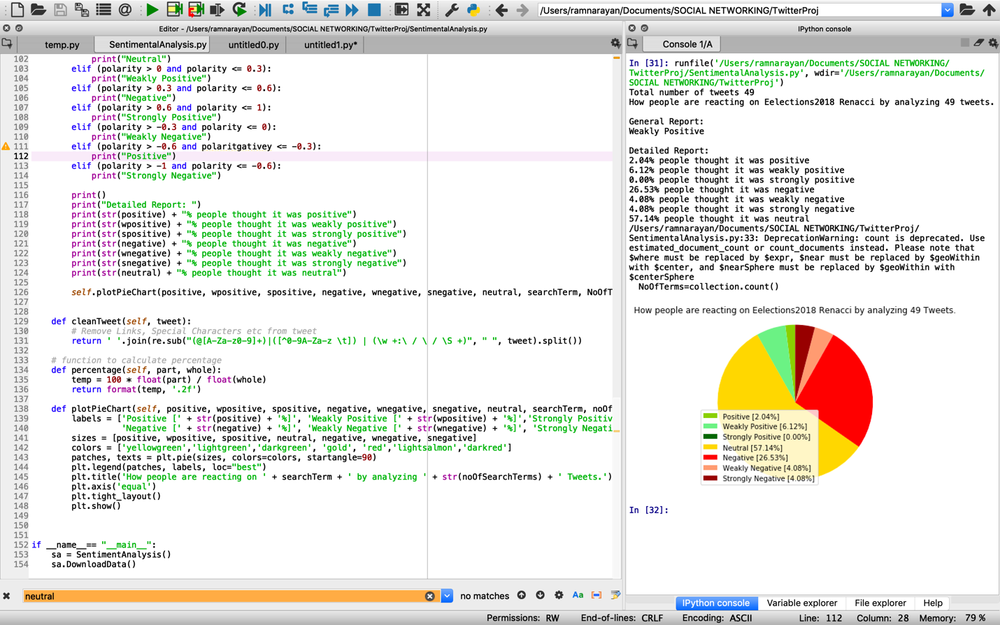 /Users/ramnarayan/Documents/SOCIAL NETWORKING/TwitterProj
Editor - /Users/ramnarayan/Documents/SOCIAL NETWORKING/TwitterProj/SentimentalAnalysis.py
temp.py
SentimentalAnalysis.py
untitled0.py
untitled1.py*
102 print("Neutral")
103 elif (polarity > 0 and polarity <= 0.3):
104 print("Weakly Positive")
105 elif (polarity > 0.3 and polarity <= 0.6):
106 print("Negative")
107 elif (polarity > 0.6 and polarity <= 1):
108 print("Strongly Positive")
109 elif (polarity > -0.3 and polarity <= 0):
110 print("Weakly Negative")
111 elif (polarity > -0.6 and polaritgativey <= -0.3):
112 print("Positive")
113 elif (polarity > -1 and polarity <= -0.6):
114 print("Strongly Negative")
115
116 print()
117 print("Detailed Report: ")
118 print(str(positive) + "% people thought it was positive")
119 print(str(wpositive) + "% people thought it was weakly positive")
120 print(str(spositive) + "% people thought it was strongly positive")
121 print(str(negative) + "% people thought it was negative")
122 print(str(wnegative) + "% people thought it was weakly negative")
123 print(str(snegative) + "% people thought it was strongly negative")
124 print(str(neutral) + "% people thought it was neutral")
125
126 self.plotPieChart(positive, wpositive, spositive, negative, wnegative, snegative, neutral, searchTerm, NoOfT
127
128
129 def cleanTweet(self, tweet):
130 # Remove Links, Special Characters etc from tweet
131 return ' '.join(re.sub("(@[A-Za-z0-9]+)|([^0-9A-Za-z \t]) | (\w +:\ / \ / \S +)", " ", tweet).split())
132
133 # function to calculate percentage
134 def percentage(self, part, whole):
135 temp = 100 * float(part) / float(whole)
136 return format(temp, '.2f')
137
138 def plotPieChart(self, positive, wpositive, spositive, negative, wnegative, snegative, neutral, searchTerm, noOf
139 labels = ['Positive [' + str(positive) + '%]', 'Weakly Positive [' + str(wpositive) + '%]','Strongly Positiv
140 'Negative [' + str(negative) + '%]', 'Weakly Negative [' + str(wnegative) + '%]', 'Strongly Negati
141 sizes = [positive, wpositive, spositive, neutral, negative, wnegative, snegative]
142 colors = ['yellowgreen','lightgreen','darkgreen', 'gold', 'red','lightsalmon','darkred']
143 patches, texts = plt.pie(sizes, colors=colors, startangle=90)
144 plt.legend(patches, labels, loc="best")
145 plt.title('How people are reacting on ' + searchTerm + ' by analyzing ' + str(noOfSearchTerms) + ' Tweets.')
146 plt.axis('equal')
147 plt.tight_layout()
148 plt.show()
149
150
151
152 if __name__== "__main__":
153 sa = SentimentAnalysis()
154 sa.DownloadData()
neutral
no matches
Aa
IPython console
Console 1/A
In [31]: runfile('/Users/ramnarayan/Documents/SOCIAL NETWORKING/
TwitterProj/SentimentalAnalysis.py', wdir='/Users/ramnarayan/Documents/
SOCIAL NETWORKING/TwitterProj')
Total number of tweets 49
How people are reacting on Eelections2018 Renacci by analyzing 49 tweets.
General Report:
Weakly Positive
Detailed Report:
2.04% people thought it was positive
6.12% people thought it was weakly positive
0.00% people thought it was strongly positive
26.53% people thought it was negative
4.08% people thought it was weakly negative
4.08% people thought it was strongly negative
57.14% people thought it was neutral
/Users/ramnarayan/Documents/SOCIAL NETWORKING/TwitterProj/
SentimentalAnalysis.py:33: DeprecationWarning: count is deprecated. Use
estimated_document_count or count_documents instead. Please note that
$where must be replaced by $expr, $near must be replaced by $geoWithin
with $center, and $nearSphere must be replaced by $geoWithin with
$centerSphere
NoOfTerms=collection.count()
How people are reacting on Eelections2018 Renacci by analyzing 49 Tweets.
Positive [2.04%]
Weakly Positive [6.12%]
Strongly Positive [0.00%]
Neutral [57.14%]
Negative [26.53%]
Weakly Negative [4.08%]
Strongly Negative [4.08%]
In [32]:
IPython console
Variable explorer
File explorer
Help
Permissions: RW
End-of-lines: CRLF
Encoding: ASCII
Line: 112
Column: 28
Memory: 79 %